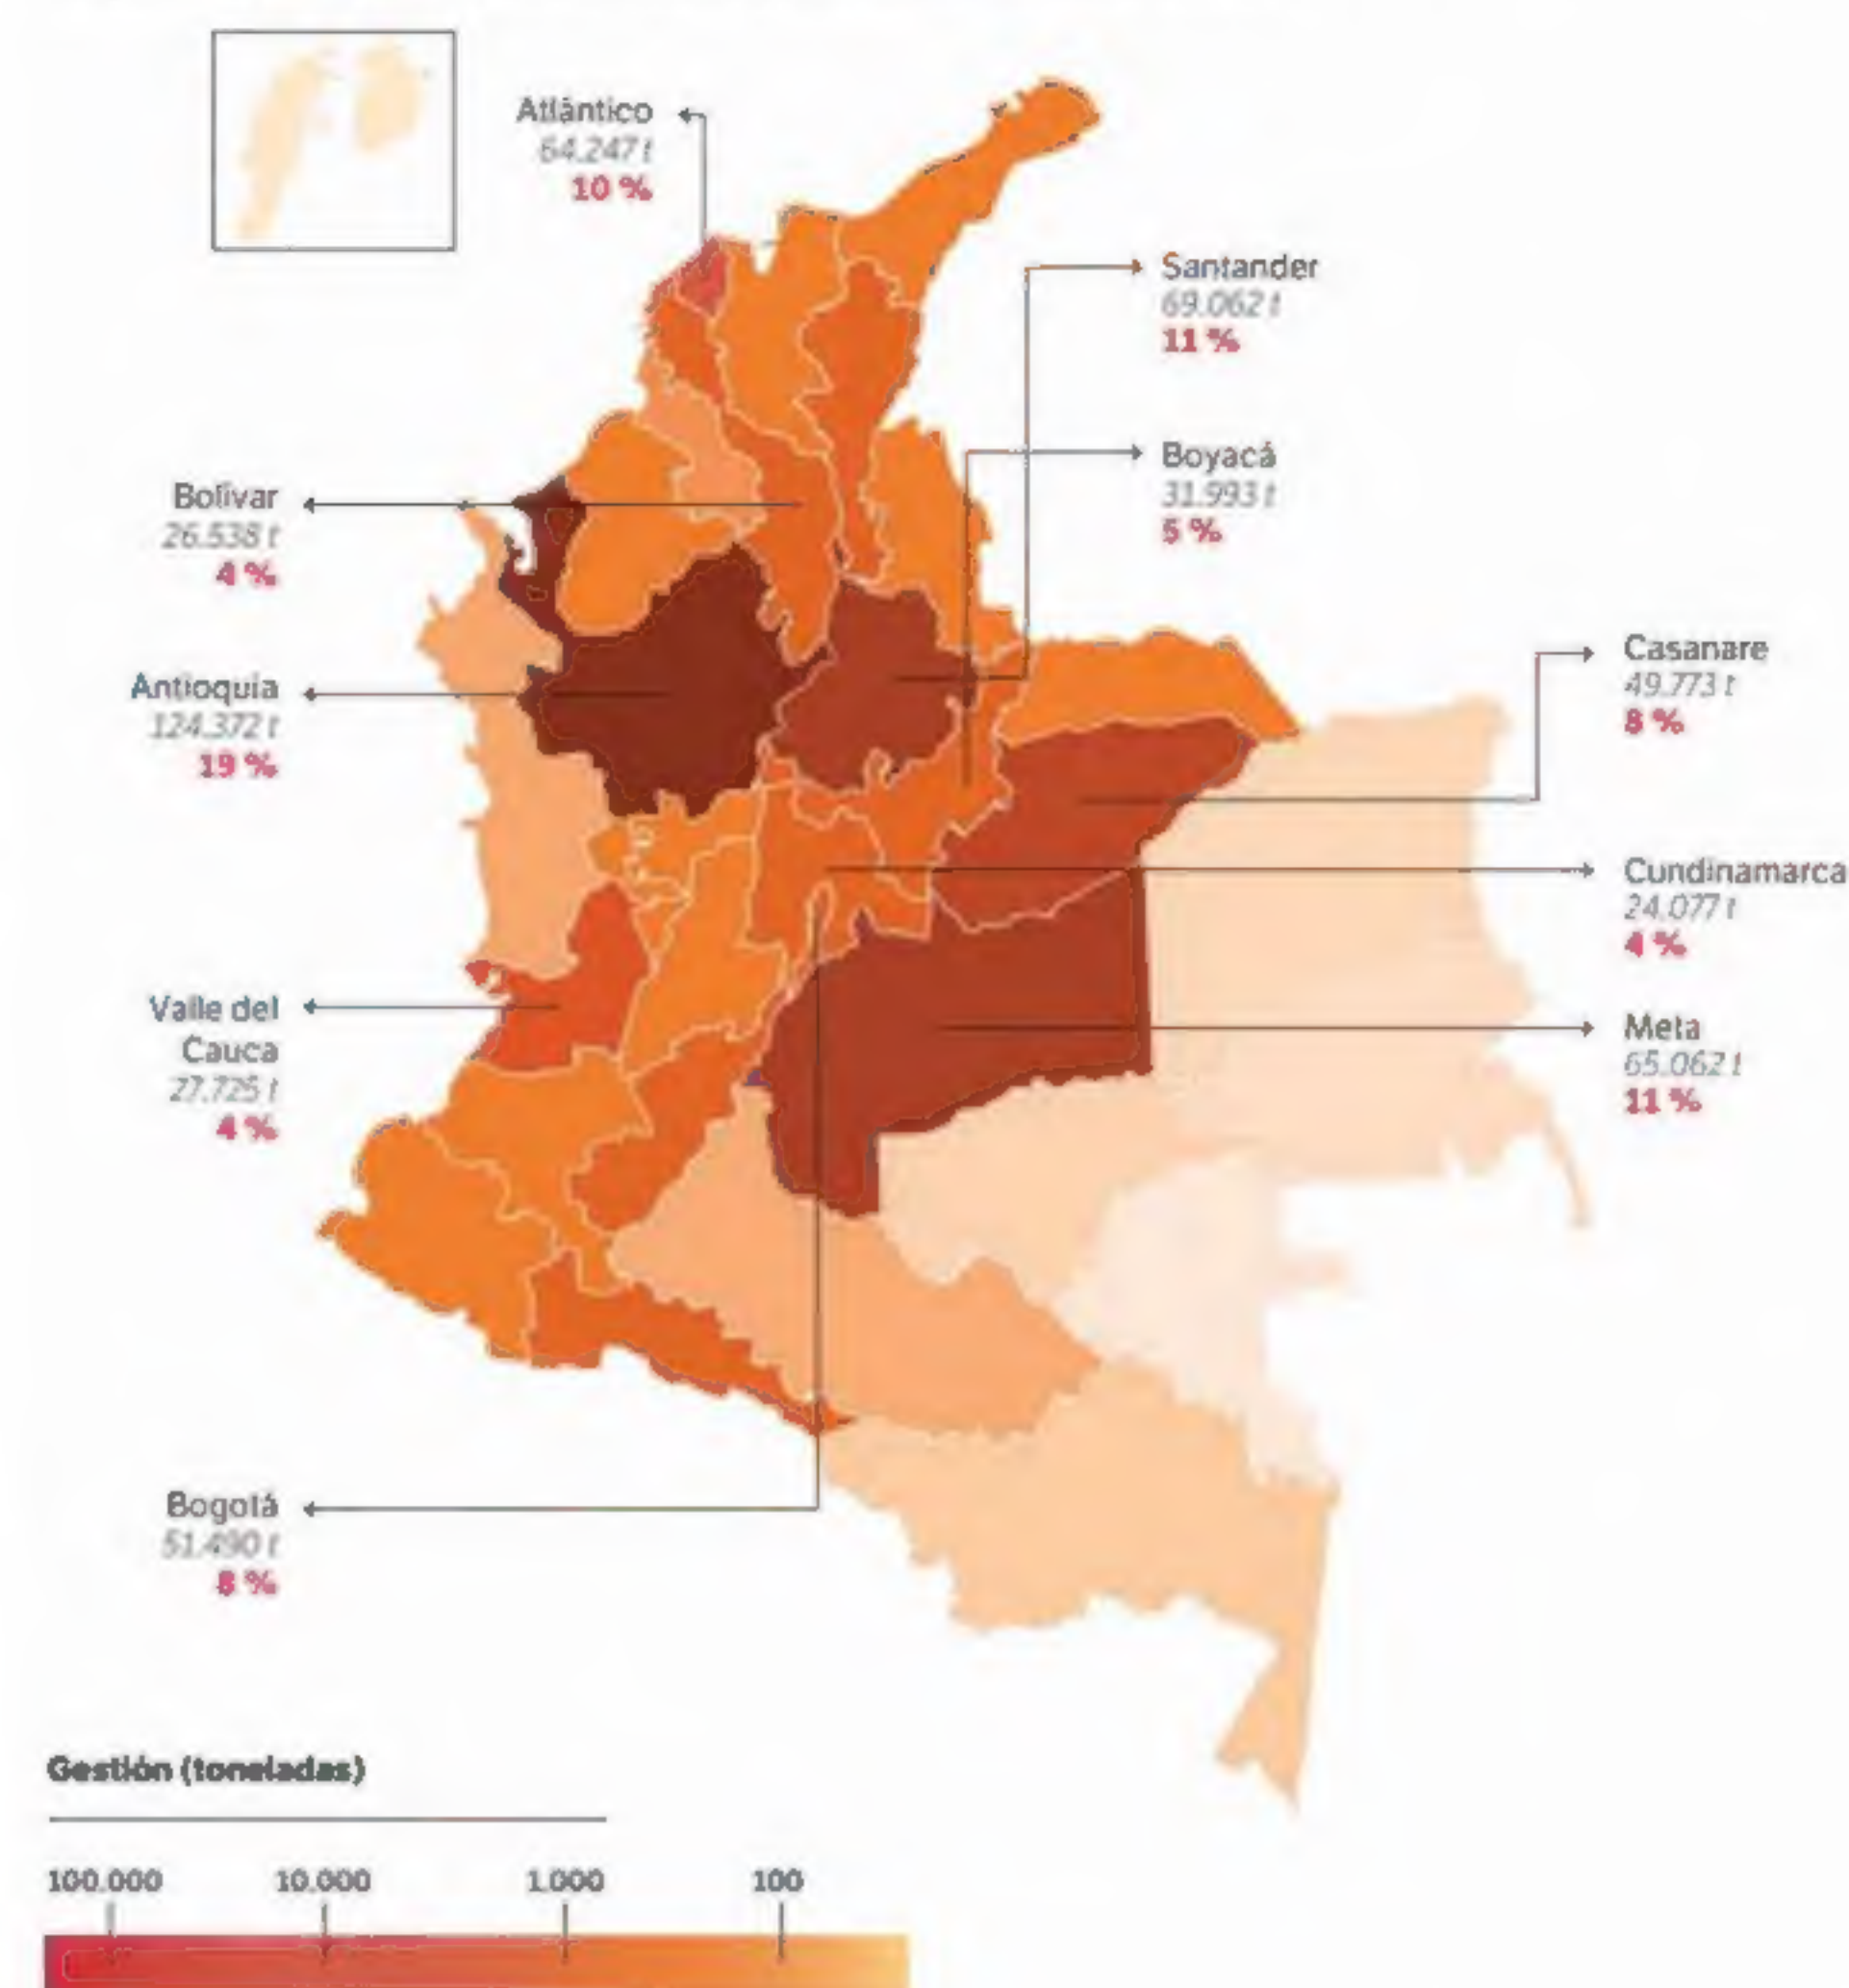 Atlántico
64.247 t
10 %
Santander
69.062 t
11 %
Boyacá
31.993 t
5 %
Bolívar
26.538 t
4 %
Antioquia
124.372 t
19 %
Casanare
49.773 t
8 %
Cundinamarca
24.077 t
4 %
Valle del
Cauca
27.725 t
4 %
Meta
65.062 t
11 %
Bogotá
51.490 t
8 %
Gestión (toneladas)
100.000 10.000 1.000 100